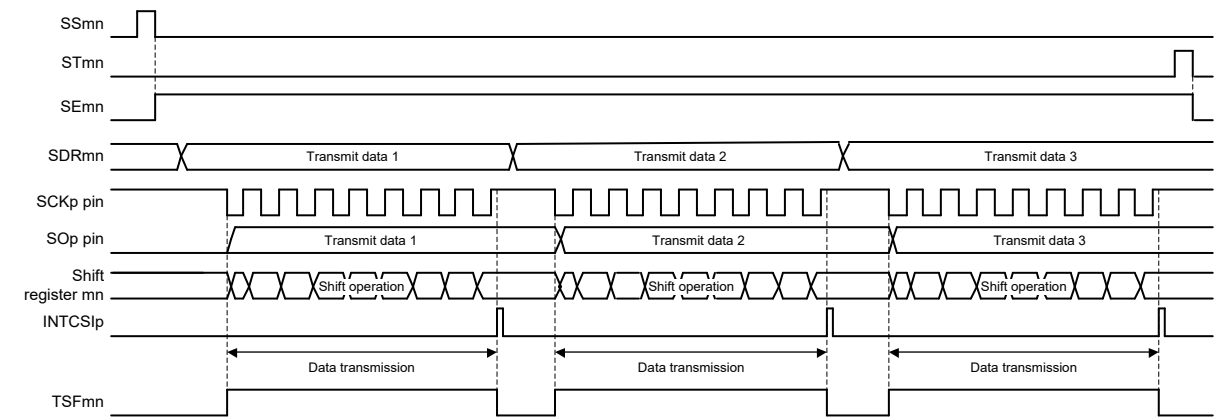 SSmn
STmn
SEmn
SDRmn Transmit data 1 Transmit data 2 Transmit data 3
SCKp pin
SOp pin Transmit data 1 Transmit data 2 Transmit data 3
Shift
register mn Shift operation Shift operation Shift operation
INTCSIp
Data transmission Data transmission Data transmission
TSFmn